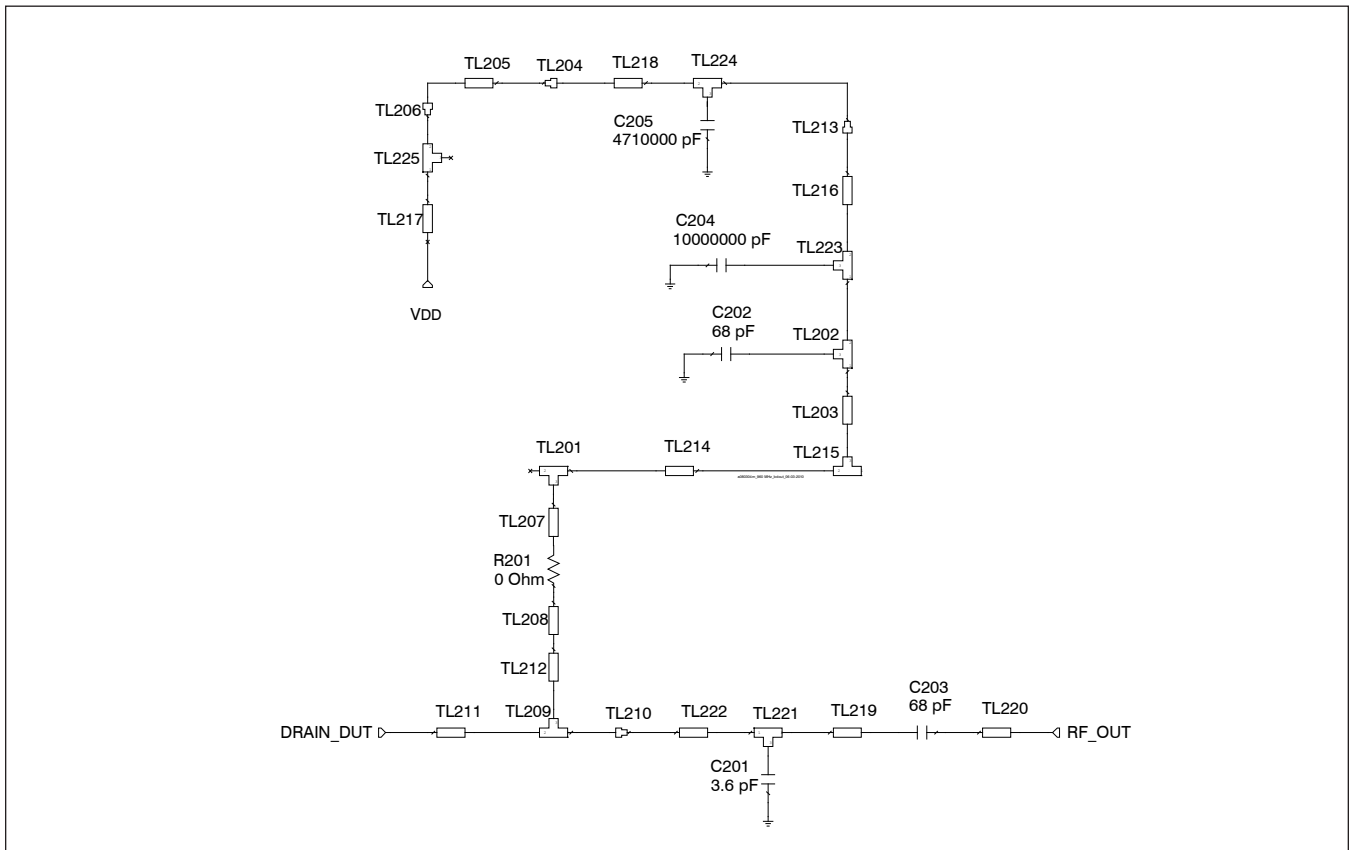 TL205
TL204
TL218
TL224
TL206
C205
4710000 pF
TL213
TL225
TL216
TL217
C204
10000000 pF
TL223
VDD
C202
68 pF
TL202
TL203
TL201
TL214
TL215
TL207
R201
0 Ohm
TL208
TL212
C203
68 pF
DRAIN_DUT
TL211
TL209
TL210
TL222
TL221
TL219
TL220
RF_OUT
C201
3.6 pF